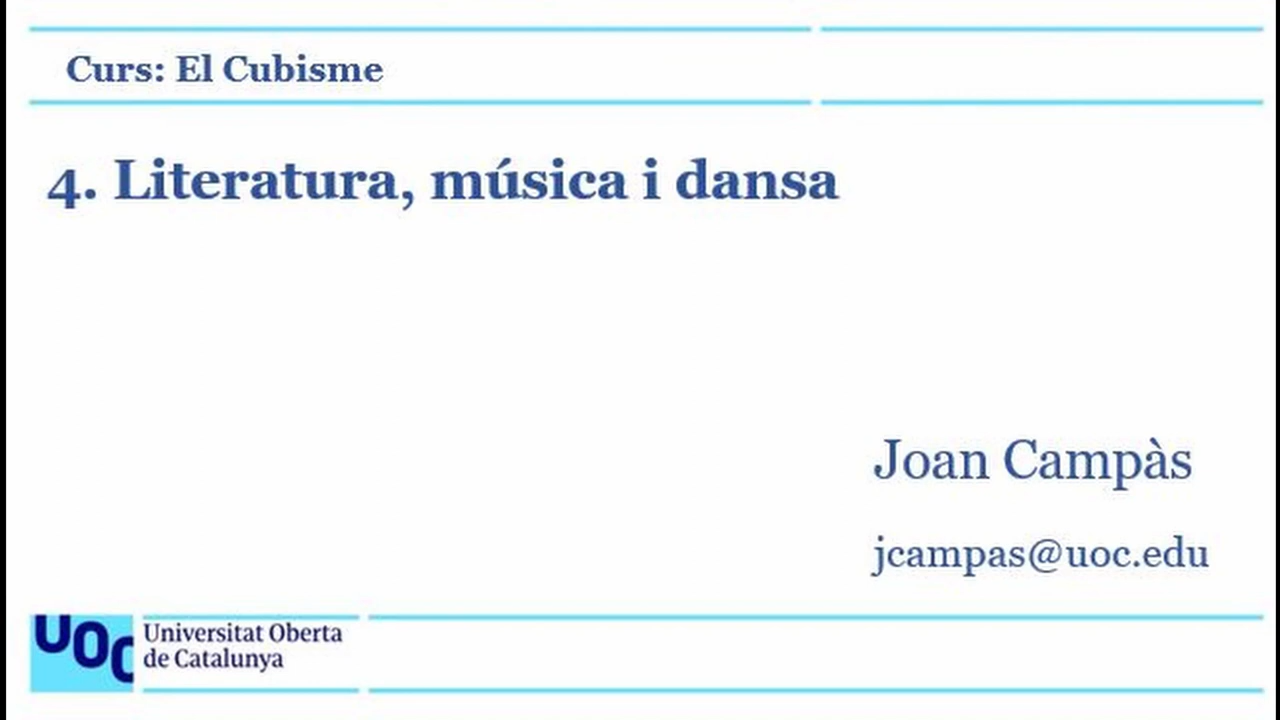 Curs: El Cubisme
4. Literatura, música i dansa
Joan Campàs
jcampas@uoc.edu
UOC Universitat Oberta
de Catalunya